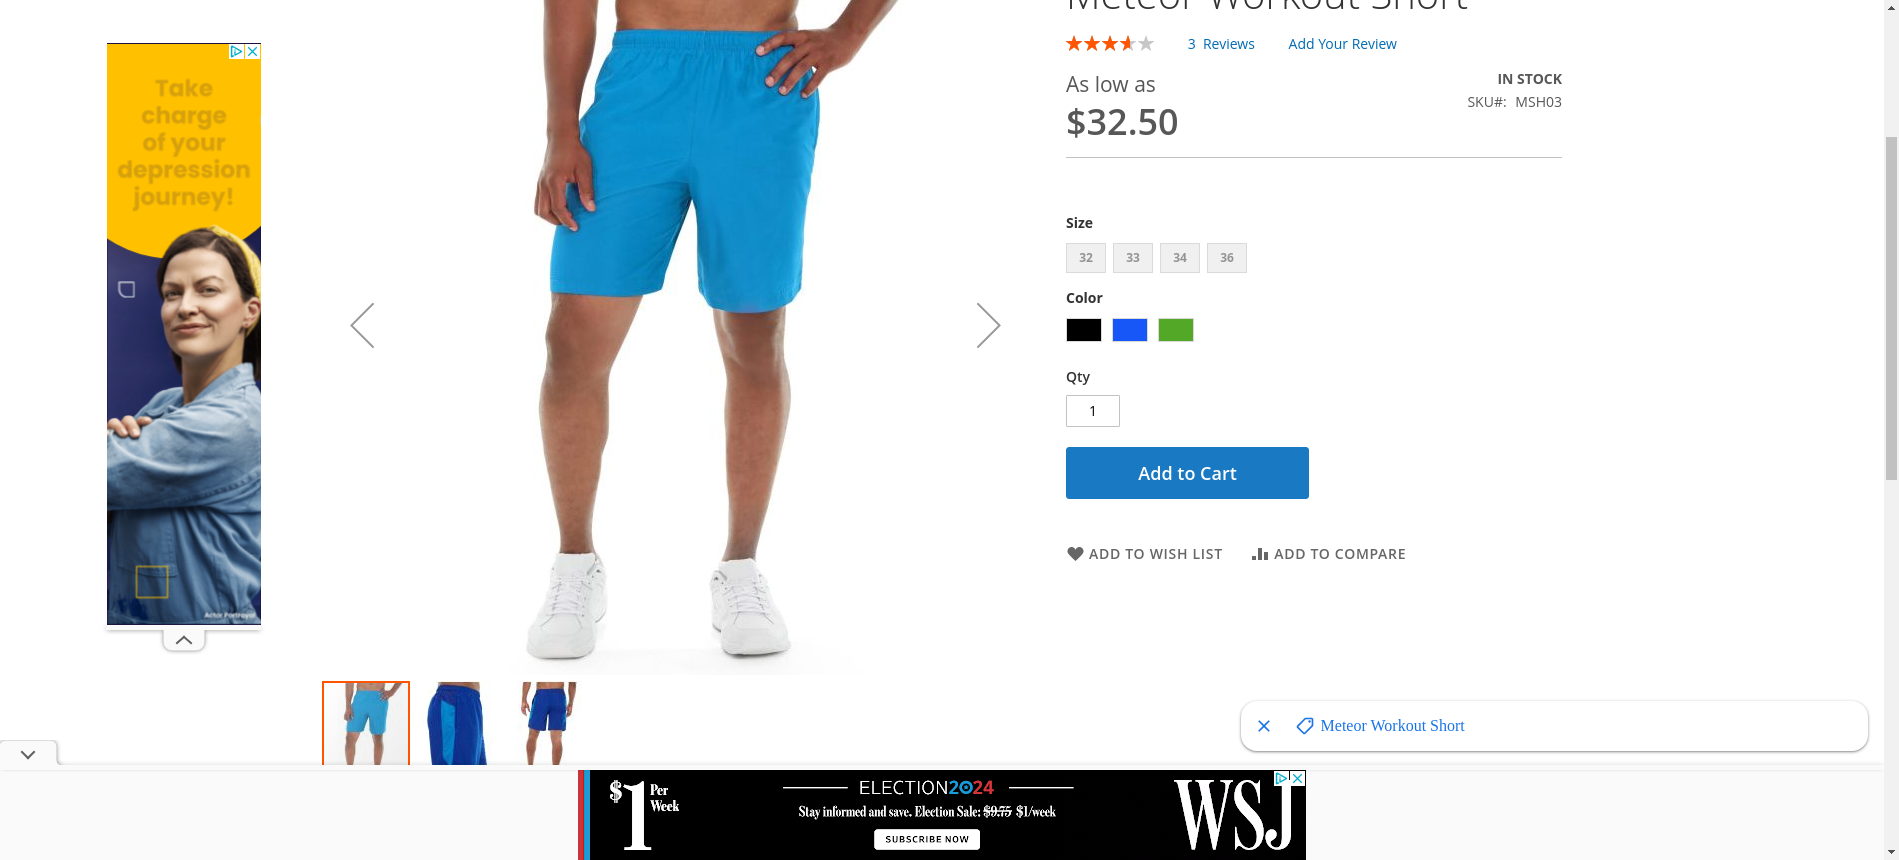 Meteor Workout Short
3 Reviews
Add Your Review
As low as
$32.50
IN STOCK
SKU#: MSH03
Size
32
33
34
36
Color
Qty
1
Add to Cart
ADD TO WISH LIST
ADD TO COMPARE
Take
charge
of your
depression
journey!
Actor Portrayal
Meteor Workout Short
$1 Per
Week
ELECTION2024
Stay informed and save. Election Sale: $9.75 $1/week
SUBSCRIBE NOW
WSJ